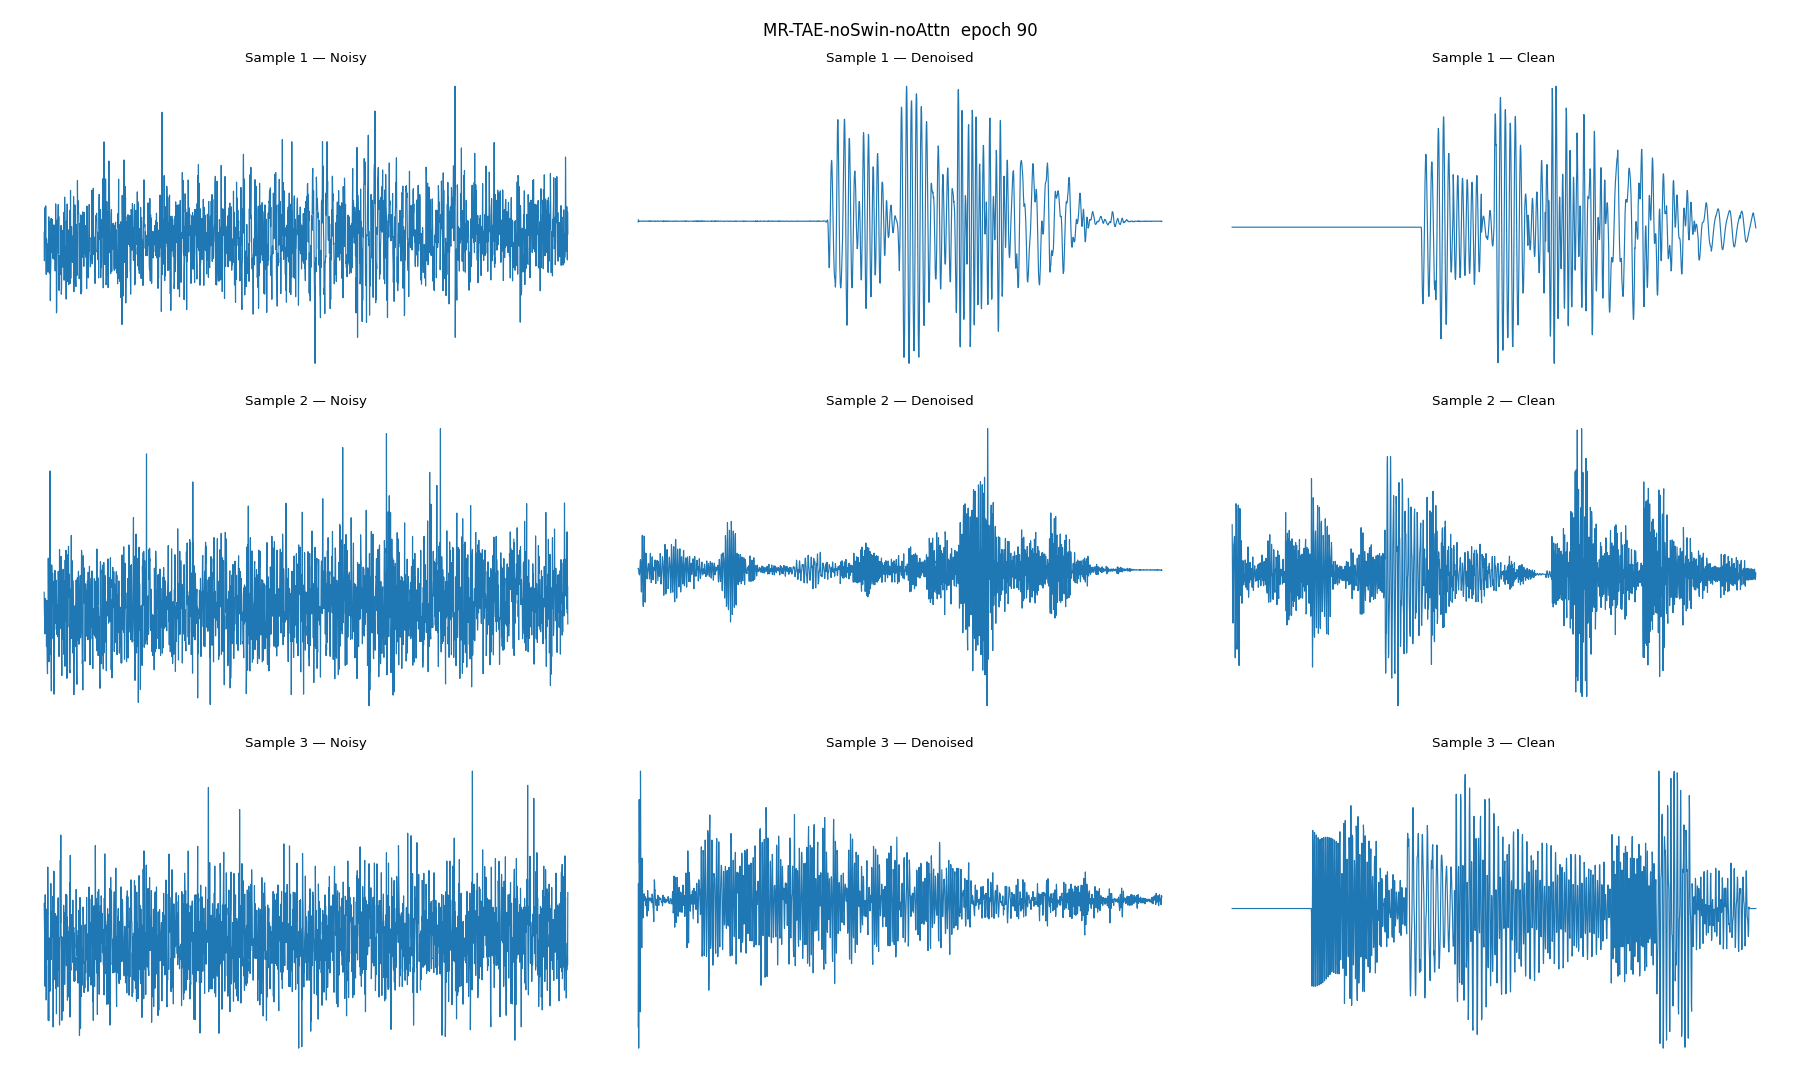 MR-TAE-noSwin-noAttn  epoch 90
Sample 1 — Noisy
Sample 1 — Denoised
Sample 1 — Clean
Sample 2 — Noisy
Sample 2 — Denoised
Sample 2 — Clean
Sample 3 — Noisy
Sample 3 — Denoised
Sample 3 — Clean